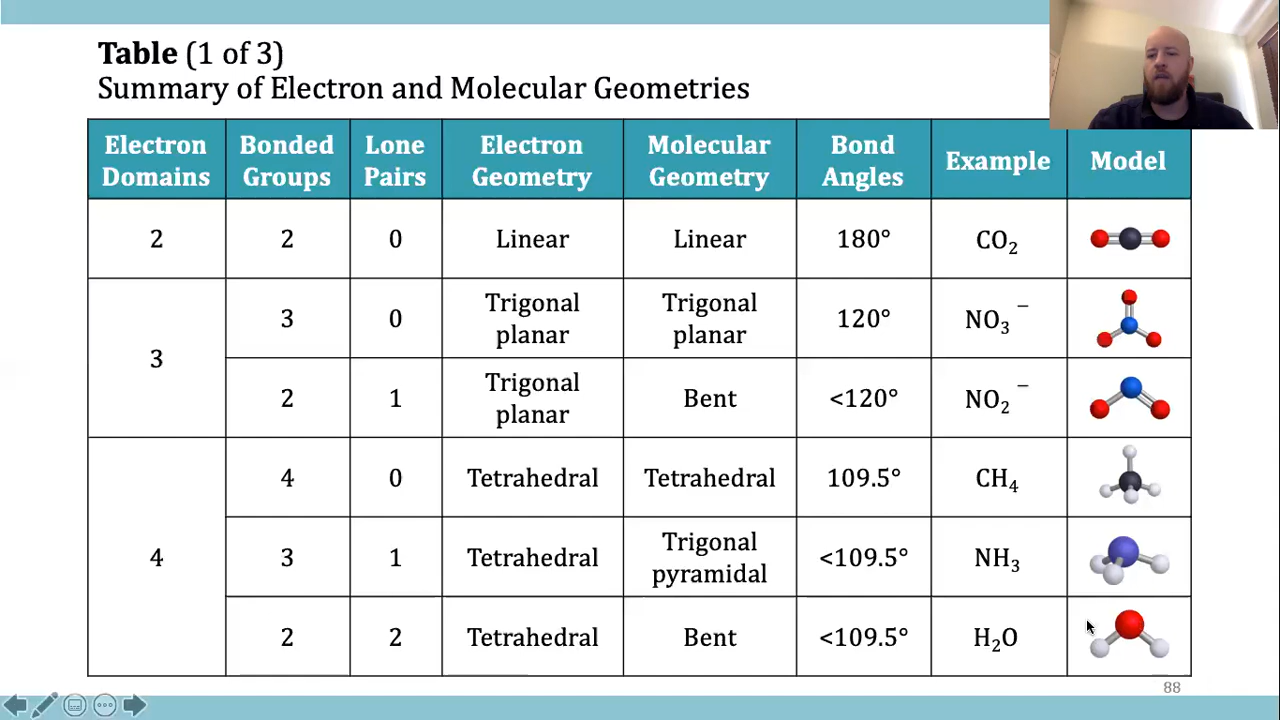 Table (1 of 3)
Summary of Electron and Molecular Geometries
Electron Domains | Bonded Groups | Lone Pairs | Electron Geometry | Molecular Geometry | Bond Angles | Example | Model
2 | 2 | 0 | Linear | Linear | 180° | CO₂
3 | 3 | 0 | Trigonal planar | Trigonal planar | 120° | NO₃⁻
2 | 1 | Trigonal planar | Bent | <120° | NO₂⁻
4 | 4 | 0 | Tetrahedral | Tetrahedral | 109.5° | CH₄
3 | 1 | Tetrahedral | Trigonal pyramidal | <109.5° | NH₃
2 | 2 | Tetrahedral | Bent | <109.5° | H₂O
88